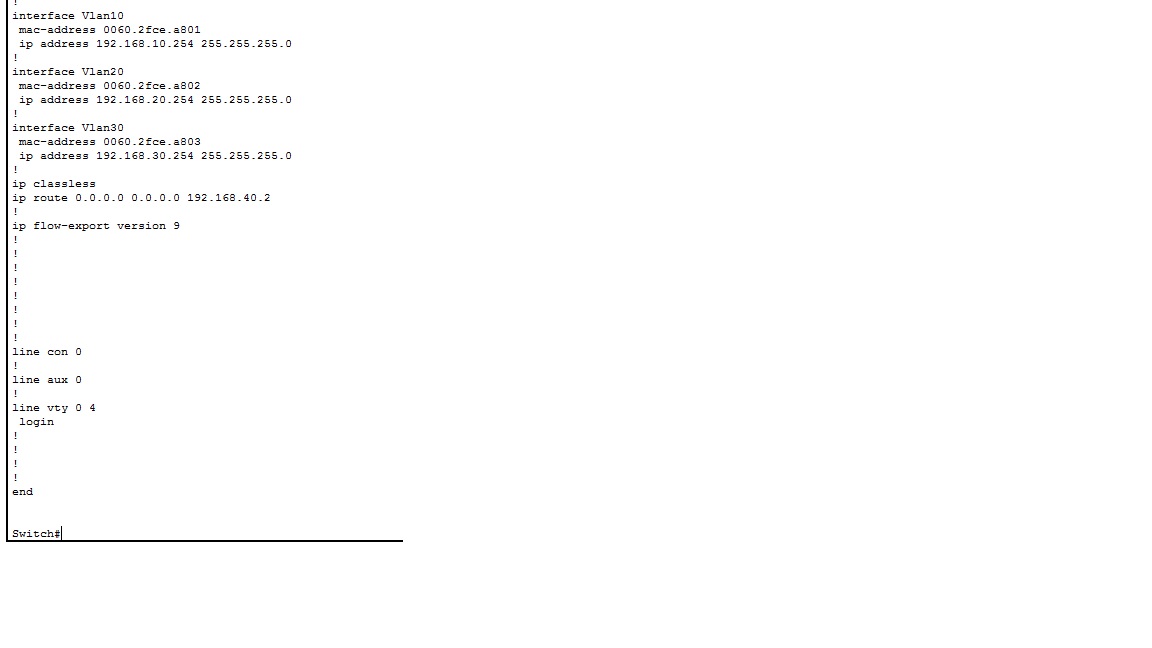 !
interface Vlan10
 mac-address 0060.2fce.a801
 ip address 192.168.10.254 255.255.255.0
!
interface Vlan20
 mac-address 0060.2fce.a802
 ip address 192.168.20.254 255.255.255.0
!
interface Vlan30
 mac-address 0060.2fce.a803
 ip address 192.168.30.254 255.255.255.0
!
ip classless
ip route 0.0.0.0 0.0.0.0 192.168.40.2
!
ip flow-export version 9
!
!
!
!
!
!
!
!
line con 0
!
line aux 0
!
line vty 0 4
 login
!
!
!
!
end
Switch#